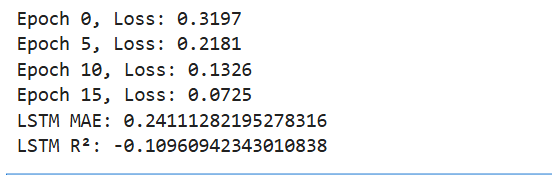 Epoch 0, Loss: 0.3197
Epoch 5, Loss: 0.2181
Epoch 10, Loss: 0.1326
Epoch 15, Loss: 0.0725
LSTM MAE: 0.24111282195278316
LSTM R²: -0.10960942343010838